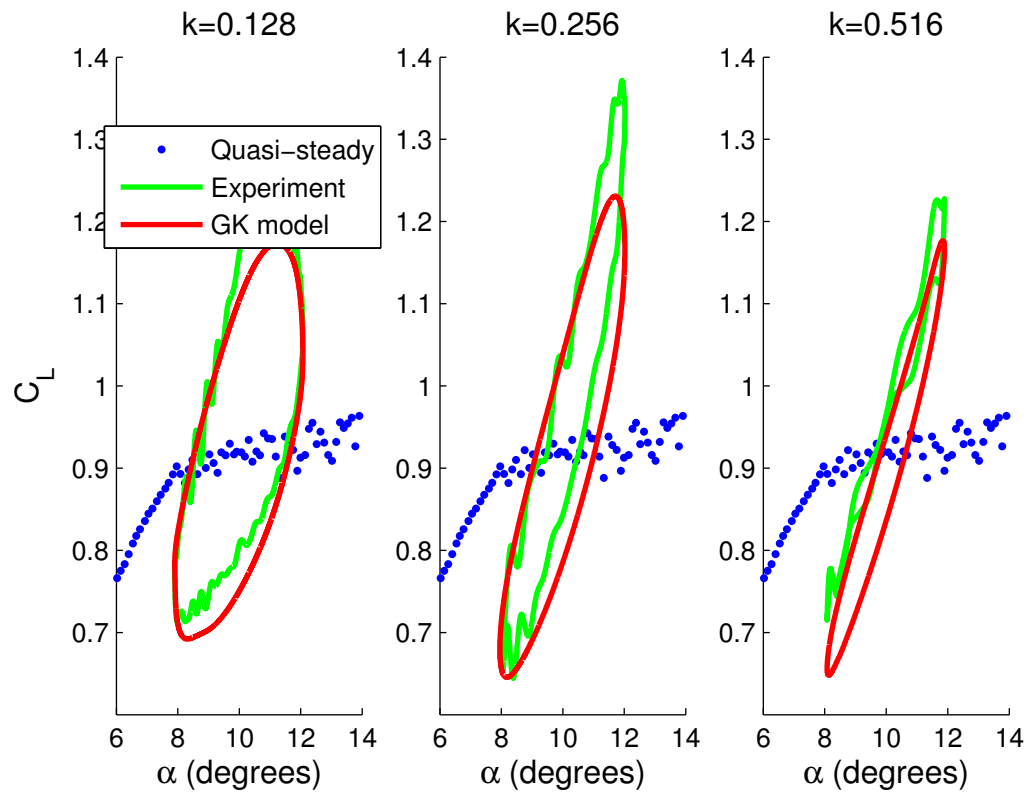 k=0.128
k=0.256
k=0.516
C_L
1.4
1.3
1.2
1.1
1
0.9
0.8
0.7
Quasi-steady
Experiment
GK model
6 8 10 12 14
α (degrees)
1.4
1.3
1.2
1.1
1
0.9
0.8
0.7
6 8 10 12 14
α (degrees)
1.4
1.3
1.2
1.1
1
0.9
0.8
0.7
6 8 10 12 14
α (degrees)